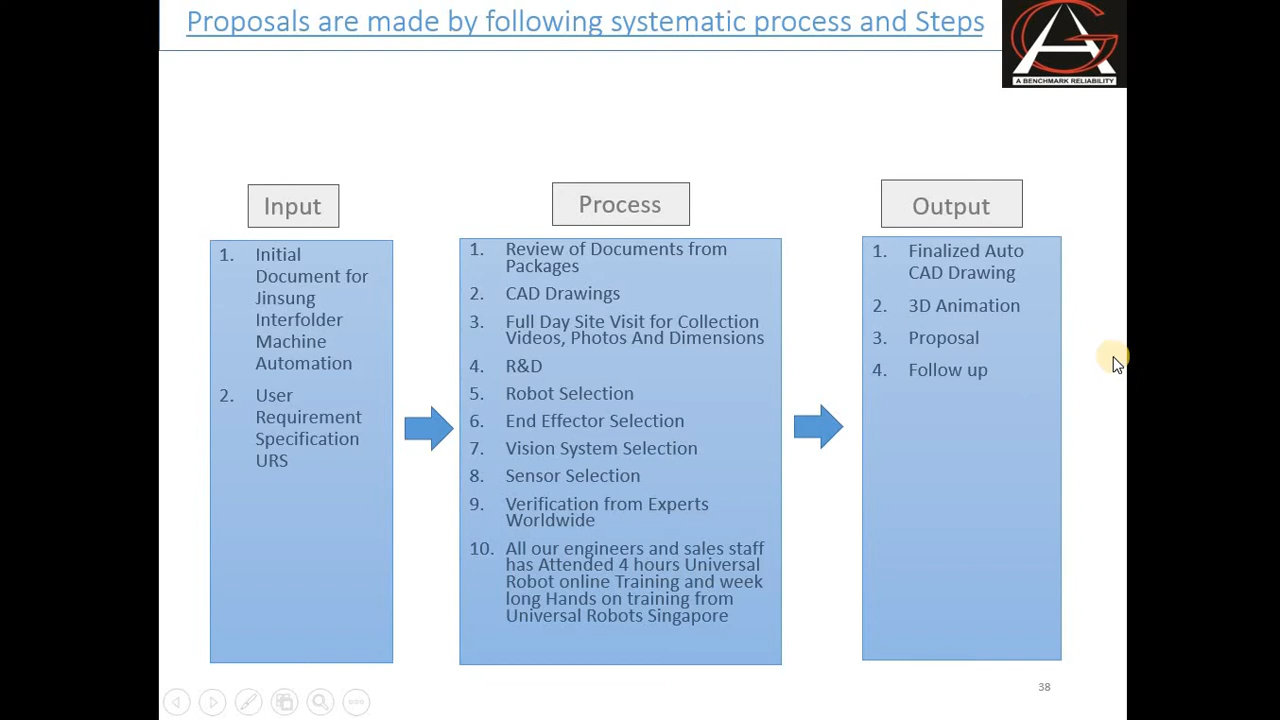 Proposals are made by following systematic process and Steps
A BENCHMARK RELIABILITY
Input
1. Initial
Document for
Jinsung
Interfolder
Machine
Automation
2. User
Requirement
Specification
URS
Process
1. Review of Documents from
Packages
2. CAD Drawings
3. Full Day Site Visit for Collection
Videos, Photos And Dimensions
4. R&D
5. Robot Selection
6. End Effector Selection
7. Vision System Selection
8. Sensor Selection
9. Verification from Experts
Worldwide
10. All our engineers and sales staff
has Attended 4 hours Universal
Robot online Training and week
long Hands on training from
Universal Robots Singapore
Output
1. Finalized Auto
CAD Drawing
2. 3D Animation
3. Proposal
4. Follow up
38